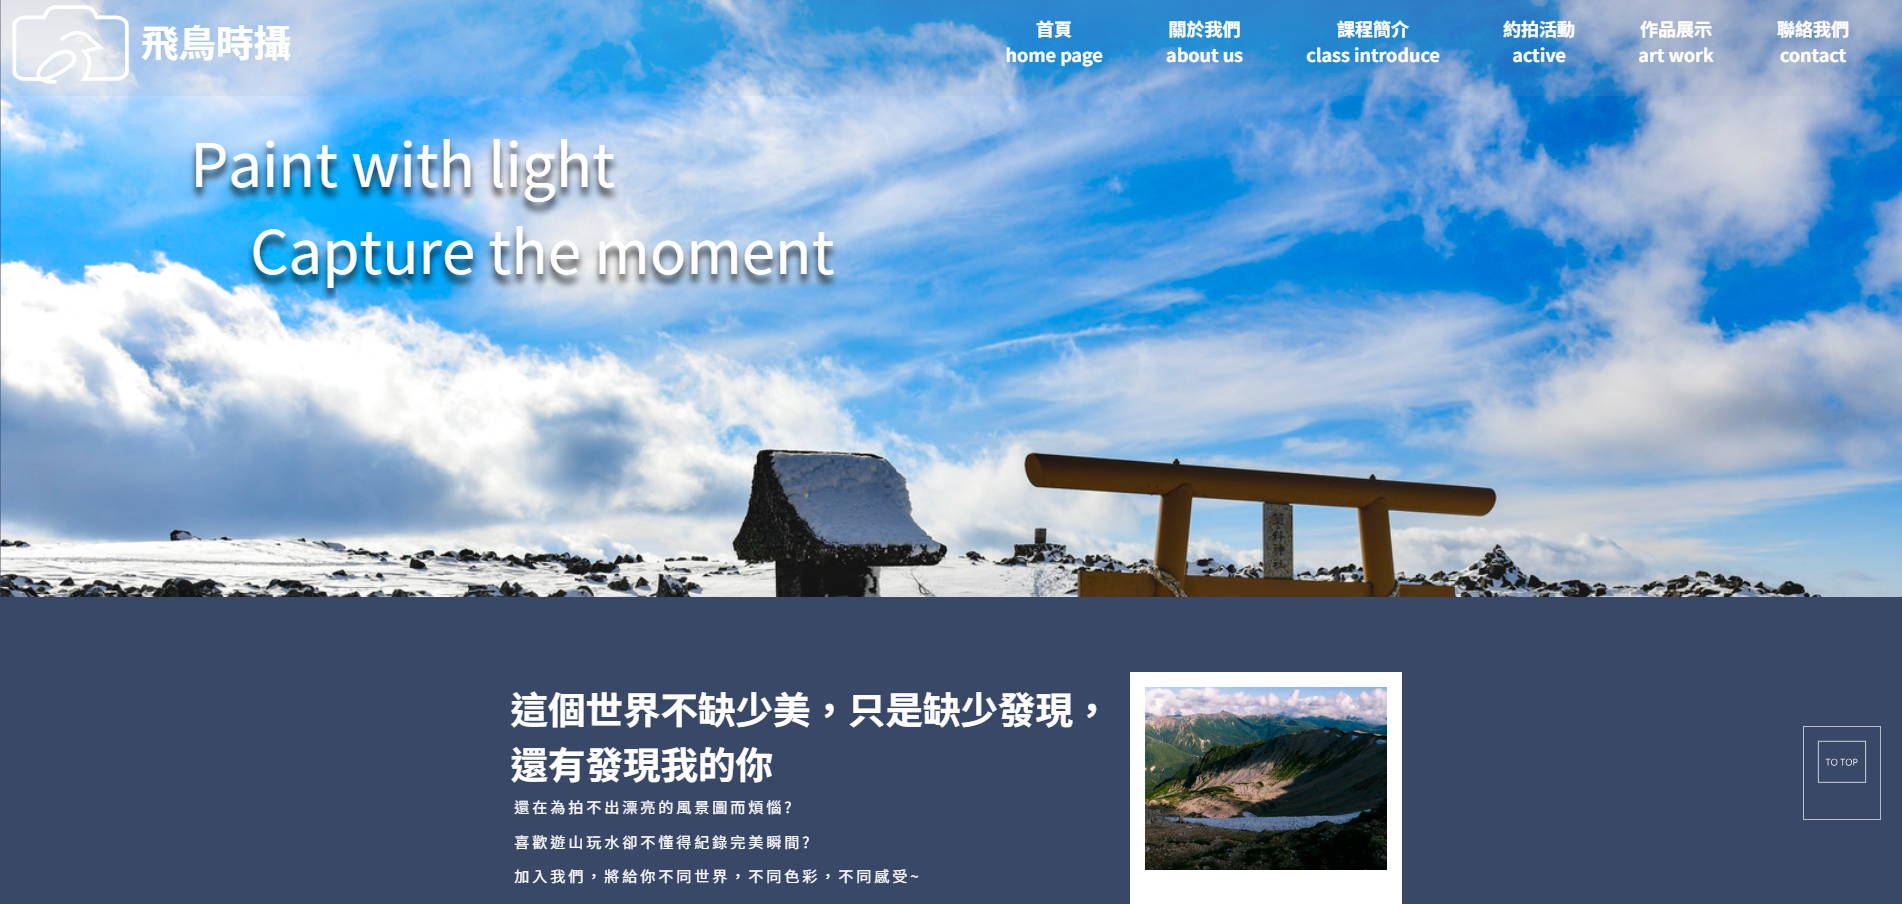 飛鳥時攝
首頁
home page
關於我們
about us
課程簡介
class introduce
約拍活動
active
作品展示
art work
聯絡我們
contact
Paint with light
Capture the moment
蓼科神社
這個世界不缺少美，只是缺少發現，
還有發現我的你
還在為拍不出漂亮的風景圖而煩惱?
喜歡遊山玩水卻不懂得紀錄完美瞬間?
加入我們，將給你不同世界，不同色彩，不同感受~
TO TOP